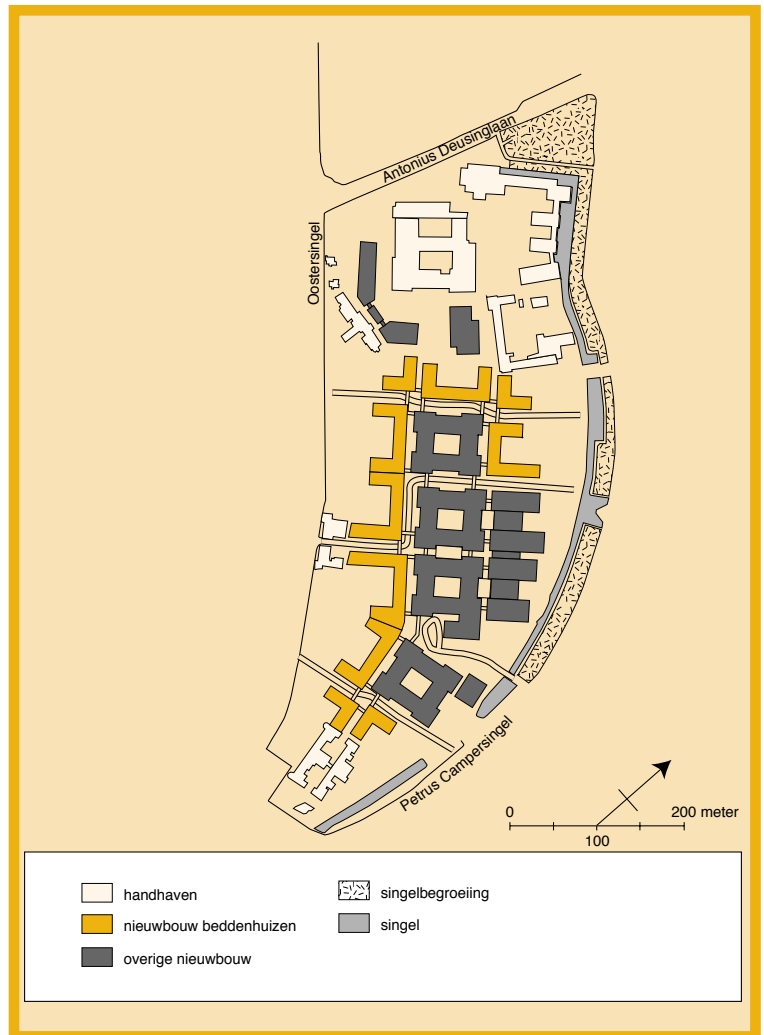 Antonius Deusinglaan
Oostersingel
Petrus Campersingel
0
200 meter
100
handhaven
singelbegroeiing
nieuwbouw beddenhuizen
singel
overige nieuwbouw